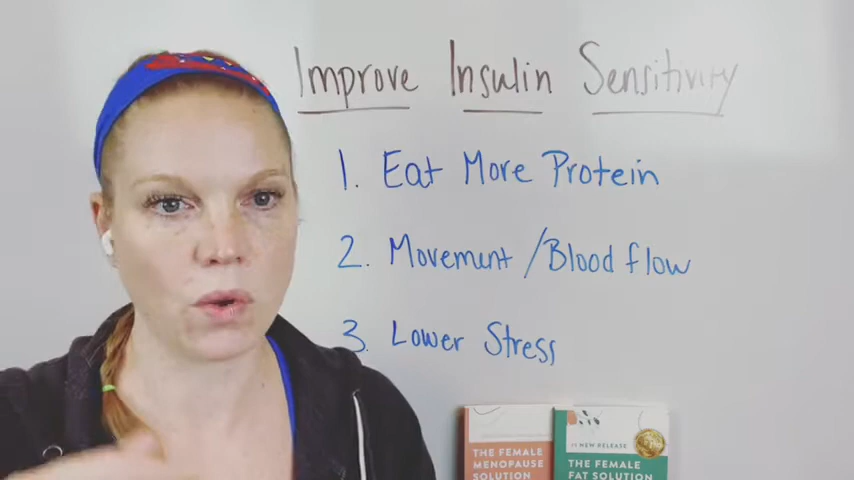 Improve Insulin Sensitivity
1. Eat More Protein
2. Movement / Blood flow
3. Lower Stress
THE FEMALE
MENOPAUSE
SOLUTION
#1 NEW RELEASE
THE FEMALE
FAT SOLUTION